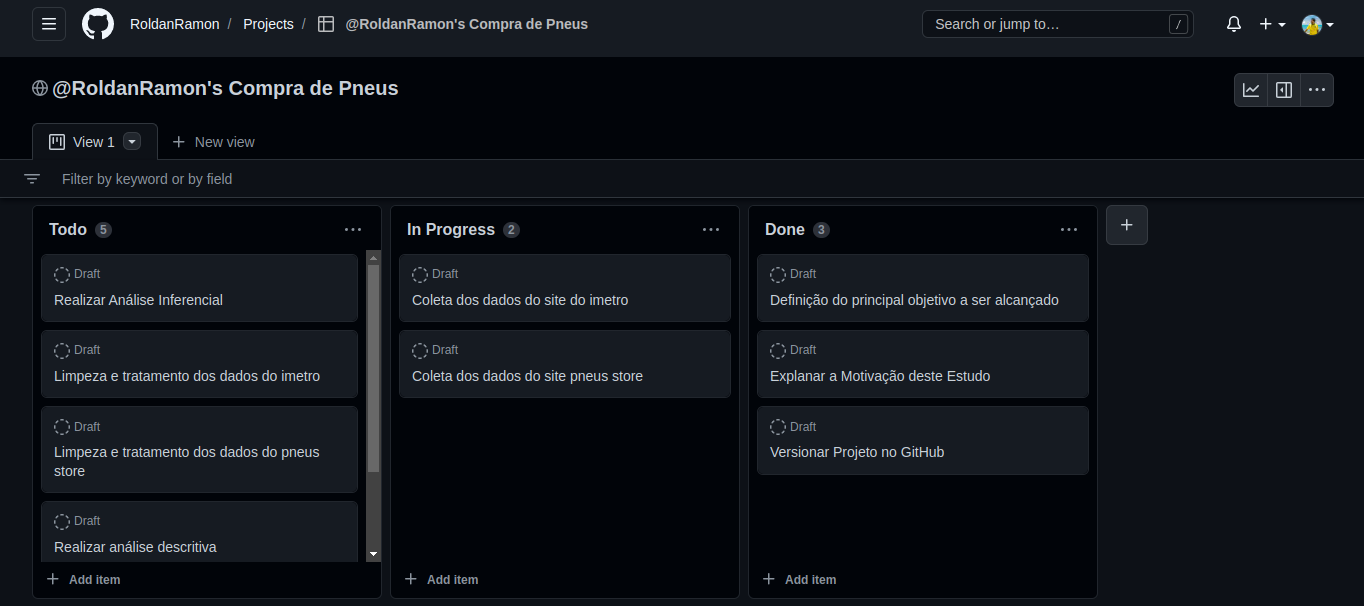 RoldanRamon / Projects / @RoldanRamon's Compra de Pneus
Search or jump to… /
@RoldanRamon's Compra de Pneus
View 1
New view
Filter by keyword or by field
Todo 5
Draft
Realizar Análise Inferencial
Draft
Limpeza e tratamento dos dados do imetro
Draft
Limpeza e tratamento dos dados do pneus
store
Draft
Realizar análise descritiva
Add item
In Progress 2
Draft
Coleta dos dados do site do imetro
Draft
Coleta dos dados do site pneus store
Add item
Done 3
Draft
Definição do principal objetivo a ser alcançado
Draft
Explanar a Motivação deste Estudo
Draft
Versionar Projeto no GitHub
Add item